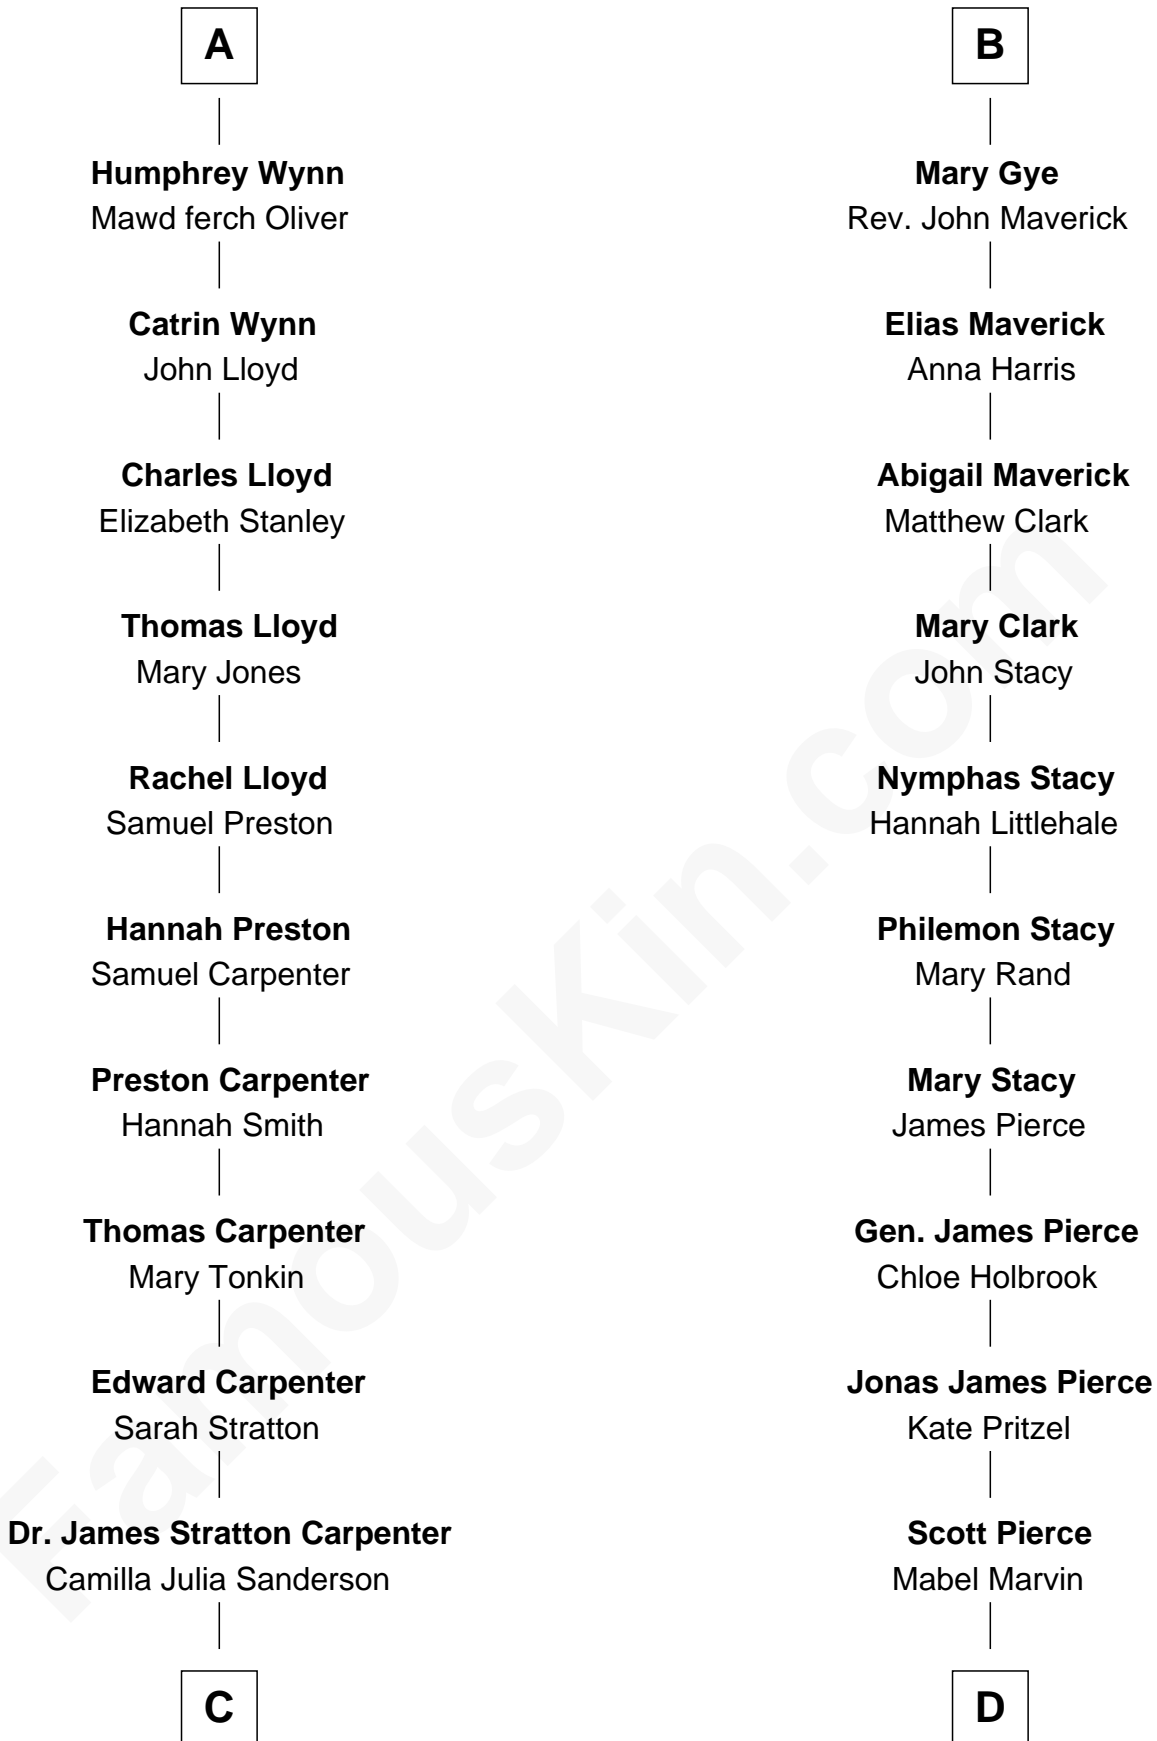 A
Humphrey Wynn
Mawd ferch Oliver
Catrin Wynn
John Lloyd
Charles Lloyd
Elizabeth Stanley
Thomas Lloyd
Mary Jones
Rachel Lloyd
Samuel Preston
Hannah Preston
Samuel Carpenter
Preston Carpenter
Hannah Smith
Thomas Carpenter
Mary Tonkin
Edward Carpenter
Sarah Stratton
Dr. James Stratton Carpenter
Camilla Julia Sanderson
C
B
Mary Gye
Rev. John Maverick
Elias Maverick
Anna Harris
Abigail Maverick
Matthew Clark
Mary Clark
John Stacy
Nymphas Stacy
Hannah Littlehale
Philemon Stacy
Mary Rand
Mary Stacy
James Pierce
Gen. James Pierce
Chloe Holbrook
Jonas James Pierce
Kate Pritzel
Scott Pierce
Mabel Marvin
D
FamousKin.com